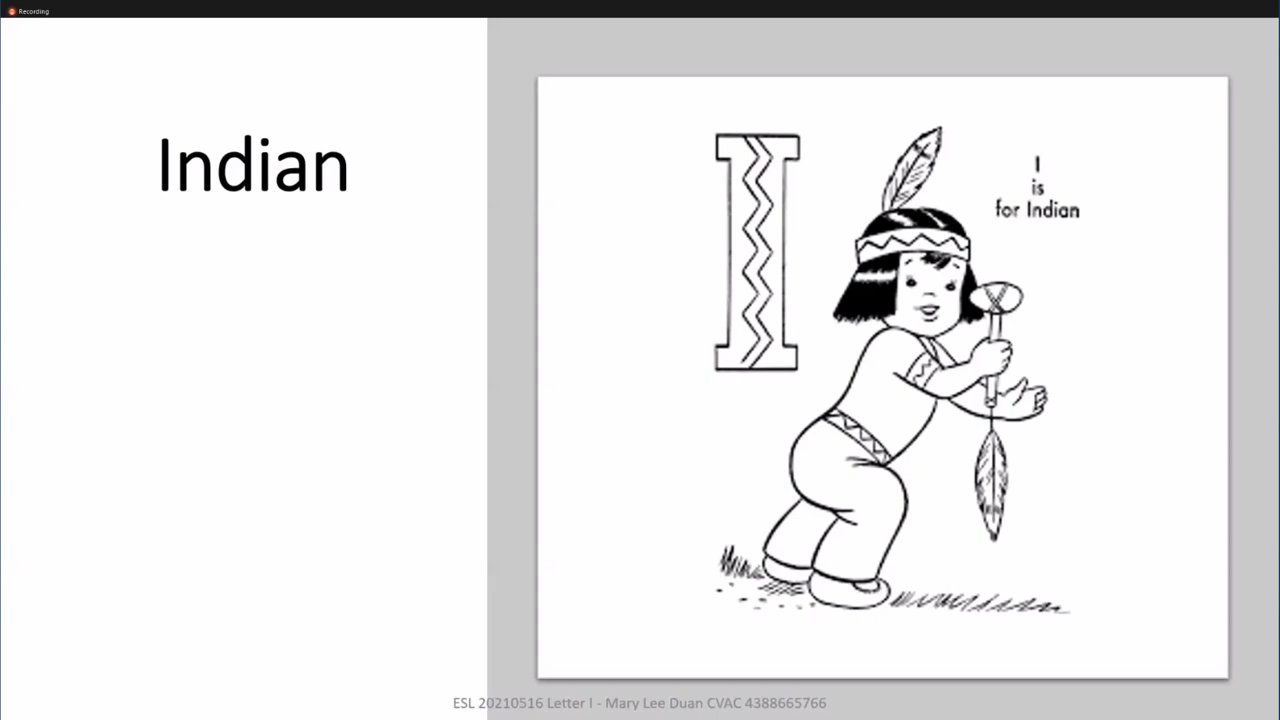 Recording
Indian
I
I
is
for Indian
ESL 20210516 Letter I - Mary Lee Duan CVAC 4388665766